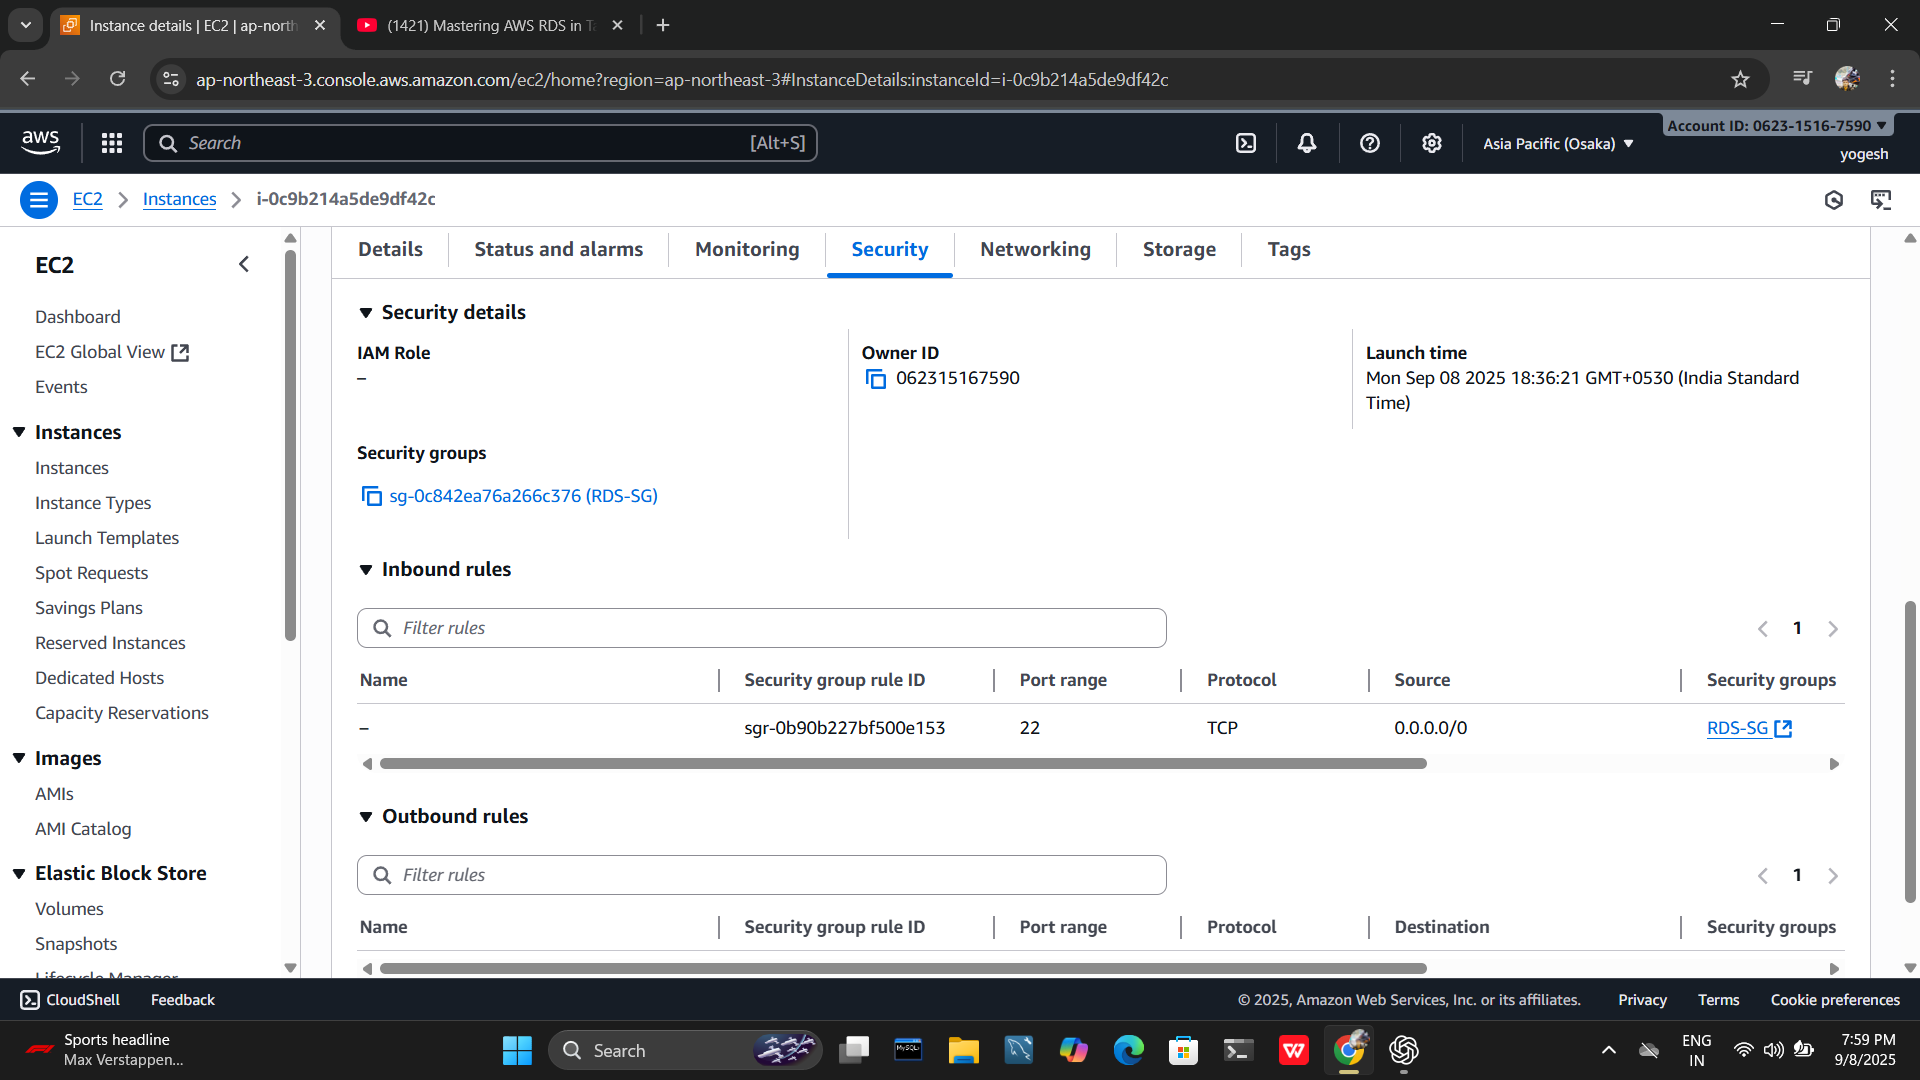 Instance details | EC2 | ap-north
(1421) Mastering AWS RDS in Ta
ap-northeast-3.console.aws.amazon.com/ec2/home?region=ap-northeast-3#InstanceDetails:instanceId=i-0c9b214a5de9df42c
aws
Search
[Alt+S]
Asia Pacific (Osaka)
Account ID: 0623-1516-7590
yogesh
EC2
Instances
i-0c9b214a5de9df42c
EC2
Dashboard
EC2 Global View
Events
Instances
Instances
Instance Types
Launch Templates
Spot Requests
Savings Plans
Reserved Instances
Dedicated Hosts
Capacity Reservations
Images
AMIs
AMI Catalog
Elastic Block Store
Volumes
Snapshots
Lifecycle Manager
Details
Status and alarms
Monitoring
Security
Networking
Storage
Tags
Security details
IAM Role
–
Owner ID
062315167590
Launch time
Mon Sep 08 2025 18:36:21 GMT+0530 (India Standard
Time)
Security groups
sg-0c842ea76a266c376 (RDS-SG)
Inbound rules
Filter rules
1
Name
Security group rule ID
Port range
Protocol
Source
Security groups
–
sgr-0b90b227bf500e153
22
TCP
0.0.0.0/0
RDS-SG
Outbound rules
Filter rules
1
Name
Security group rule ID
Port range
Protocol
Destination
Security groups
CloudShell
Feedback
© 2025, Amazon Web Services, Inc. or its affiliates.
Privacy
Terms
Cookie preferences
Sports headline
Max Verstappen...
Search
MySQL
W
ENG
IN
7:59 PM
9/8/2025